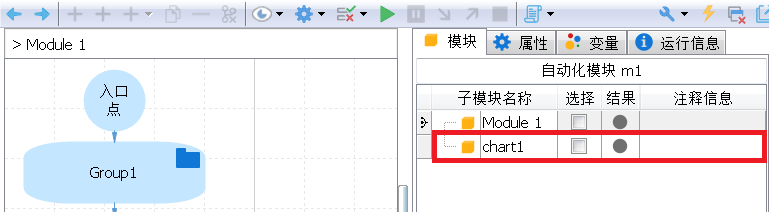 > Module 1
入口
点
Group1
模块 属性 变量 运行信息
自动化模块 m1
子模块名称 选择 结果 注释信息
Module 1
chart1